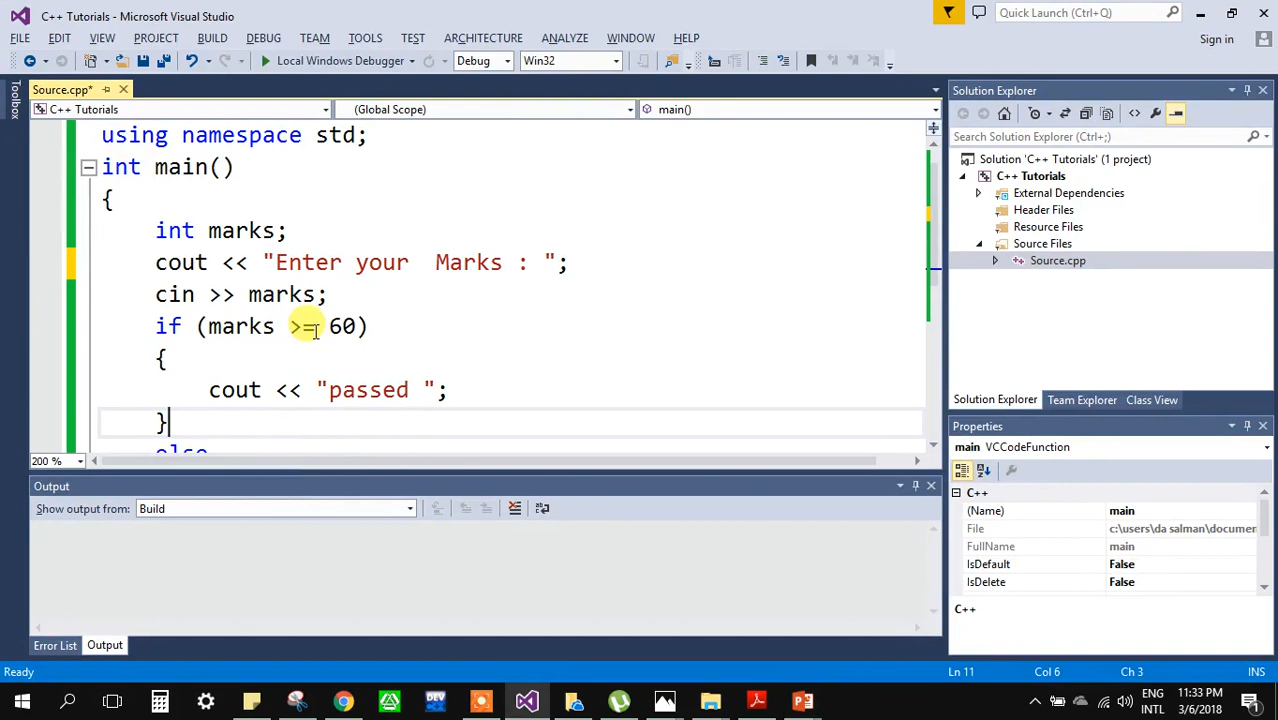 C++ Tutorials - Microsoft Visual Studio
Quick Launch (Ctrl+Q)
FILE EDIT VIEW PROJECT BUILD DEBUG TEAM TOOLS TEST ARCHITECTURE ANALYZE WINDOW HELP
Sign in
Local Windows Debugger Debug Win32
Toolbox
Source.cpp*
C++ Tutorials (Global Scope) main()
using namespace std;
int main()
{
int marks;
cout << "Enter your  Marks : ";
cin >> marks;
if (marks >= 60)
{
cout << "passed ";
}
else
200 %
Output
Show output from: Build
Error List Output
Solution Explorer
Search Solution Explorer (Ctrl+;)
Solution 'C++ Tutorials' (1 project)
C++ Tutorials
External Dependencies
Header Files
Resource Files
Source Files
Source.cpp
Solution Explorer Team Explorer Class View
Properties
main VCCodeFunction
C++
(Name) main
File c:\users\da salman\documen
FullName main
IsDefault False
IsDelete False
C++
Ready Ln 11 Col 6 Ch 3 INS
DEV
ENG
INTL
11:33 PM
3/6/2018